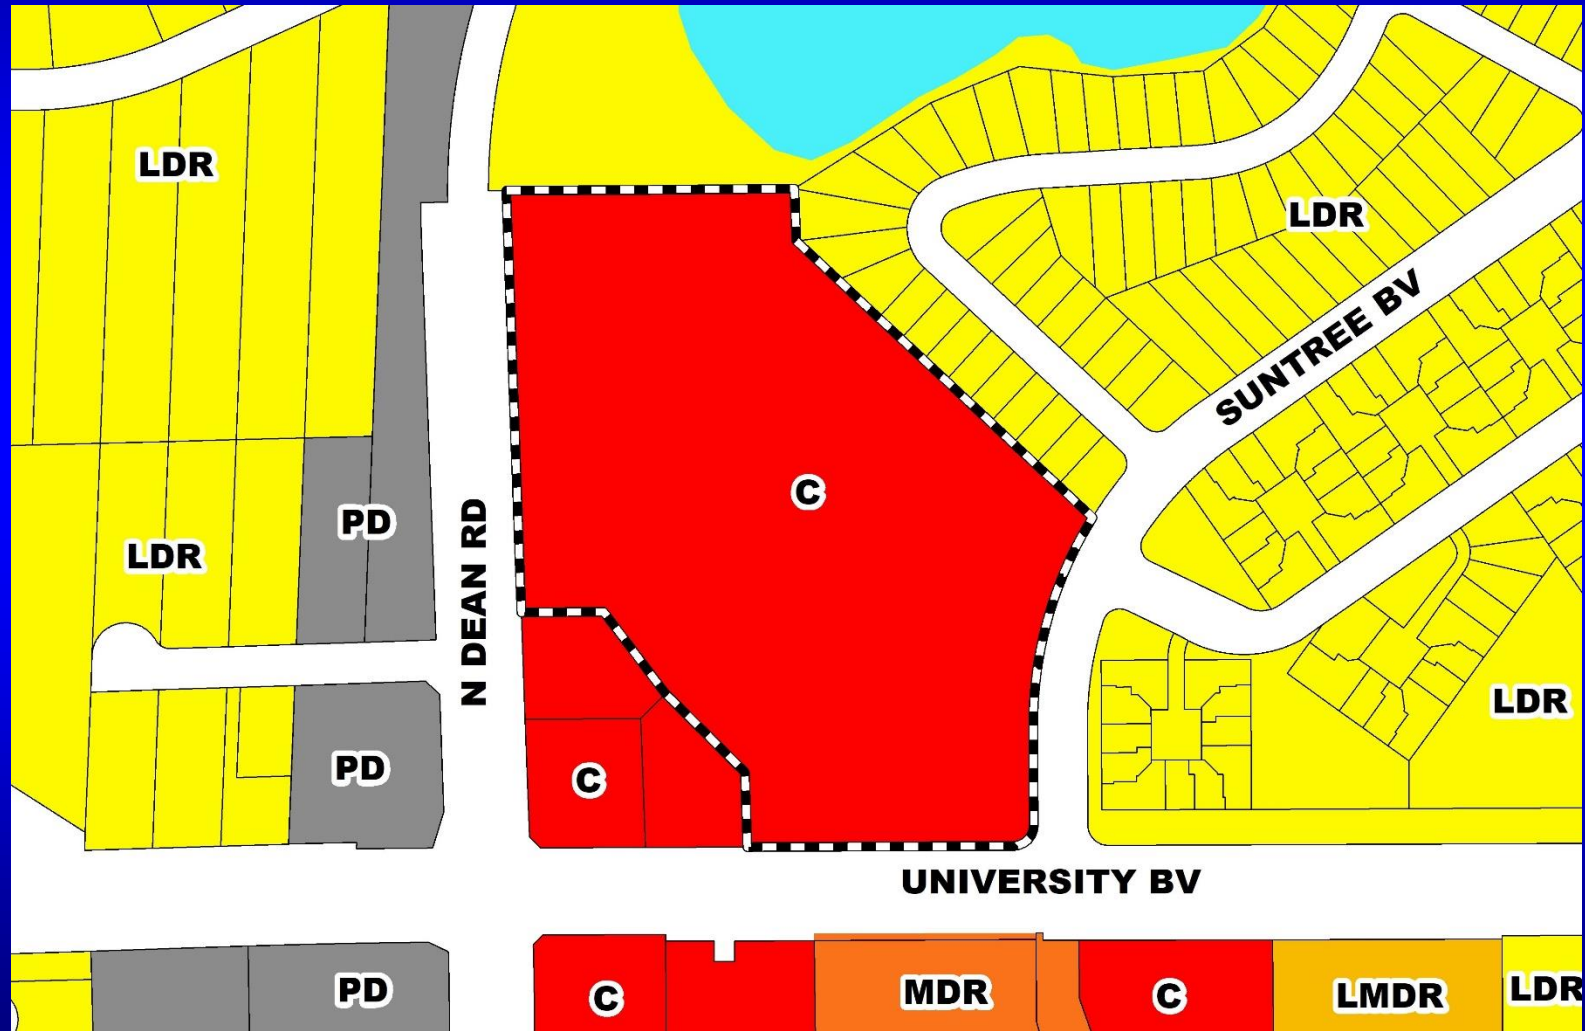 LDR
LDR
SUNTREE BV
C
PD
LDR
N DEAN RD
LDR
PD
C
UNIVERSITY BV
PD
C
MDR
C
LMDR
LDR